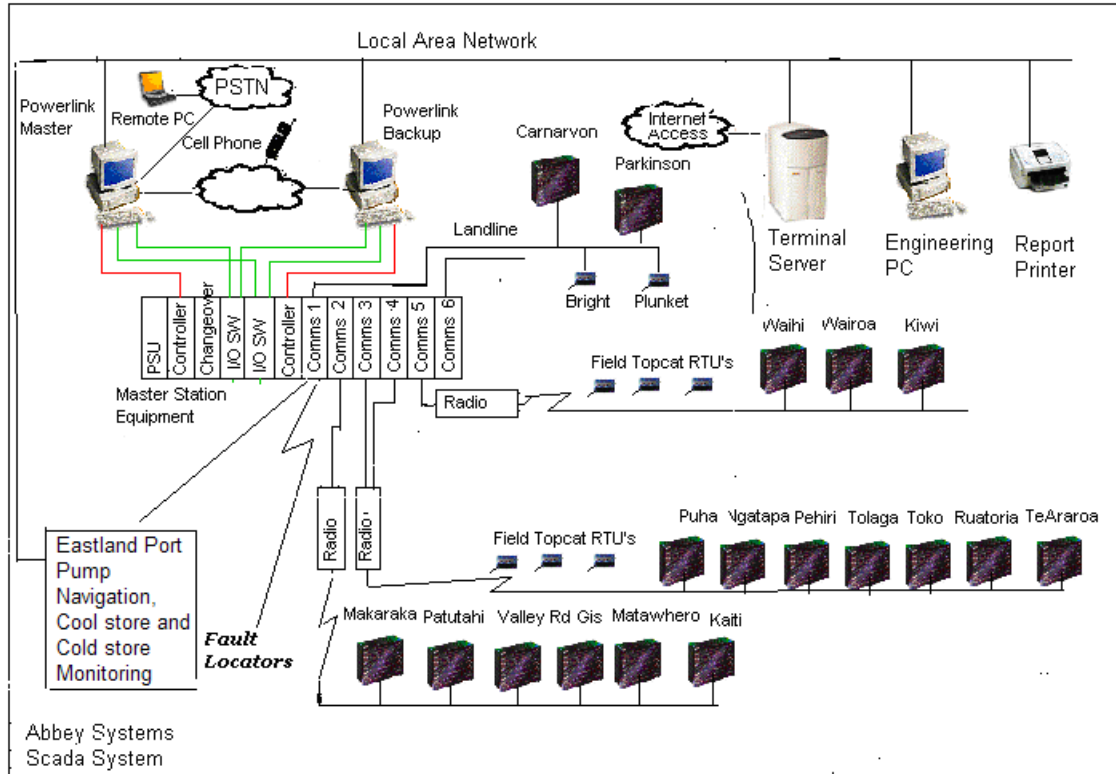 Local Area Network
Powerlink
Master
Remote PC
PSTN
Cell Phone
Powerlink
Backup
Carnarvon
Parkinson
Internet
Access
Terminal
Server
Engineering
PC
Report
Printer
Landline
Bright
Plunket
PSU
Controller
Changeover
I/O SW
I/O SW
Controller
Comms 1
Comms 2
Comms 3
Comms 4
Comms 5
Comms 6
Master Station
Equipment
Radio
Field Topcat RTU's
Waihi
Wairoa
Kiwi
Radio
Radio
Field Topcat RTU's
Puha
Ngatapa
Pehiri
Tolaga
Toko
Ruatoria
TeAraroa
Eastland Port
Pump
Navigation,
Cool store and
Cold store
Monitoring
Fault
Locators
Makaraka
Patutahi
Valley Rd
Gis
Matawhero
Kaiti
Abbey Systems
Scada System